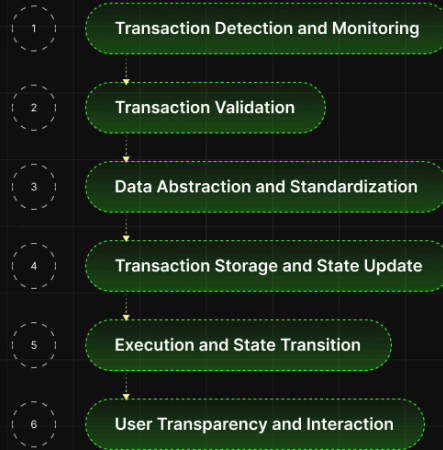 1
Transaction Detection and Monitoring
2
Transaction Validation
3
Data Abstraction and Standardization
4
Transaction Storage and State Update
5
Execution and State Transition
6
User Transparency and Interaction